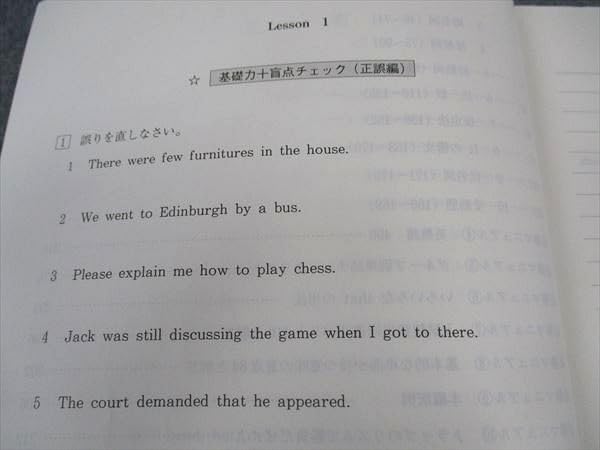 Lesson 1
☆ 基礎力十盲点チェック（正誤編）
1 誤りを直しなさい。
1 There were few furnitures in the house.
2 We went to Edinburgh by a bus.
3 Please explain me how to play chess.
4 Jack was still discussing the game when I got to there.
5 The court demanded that he appeared.